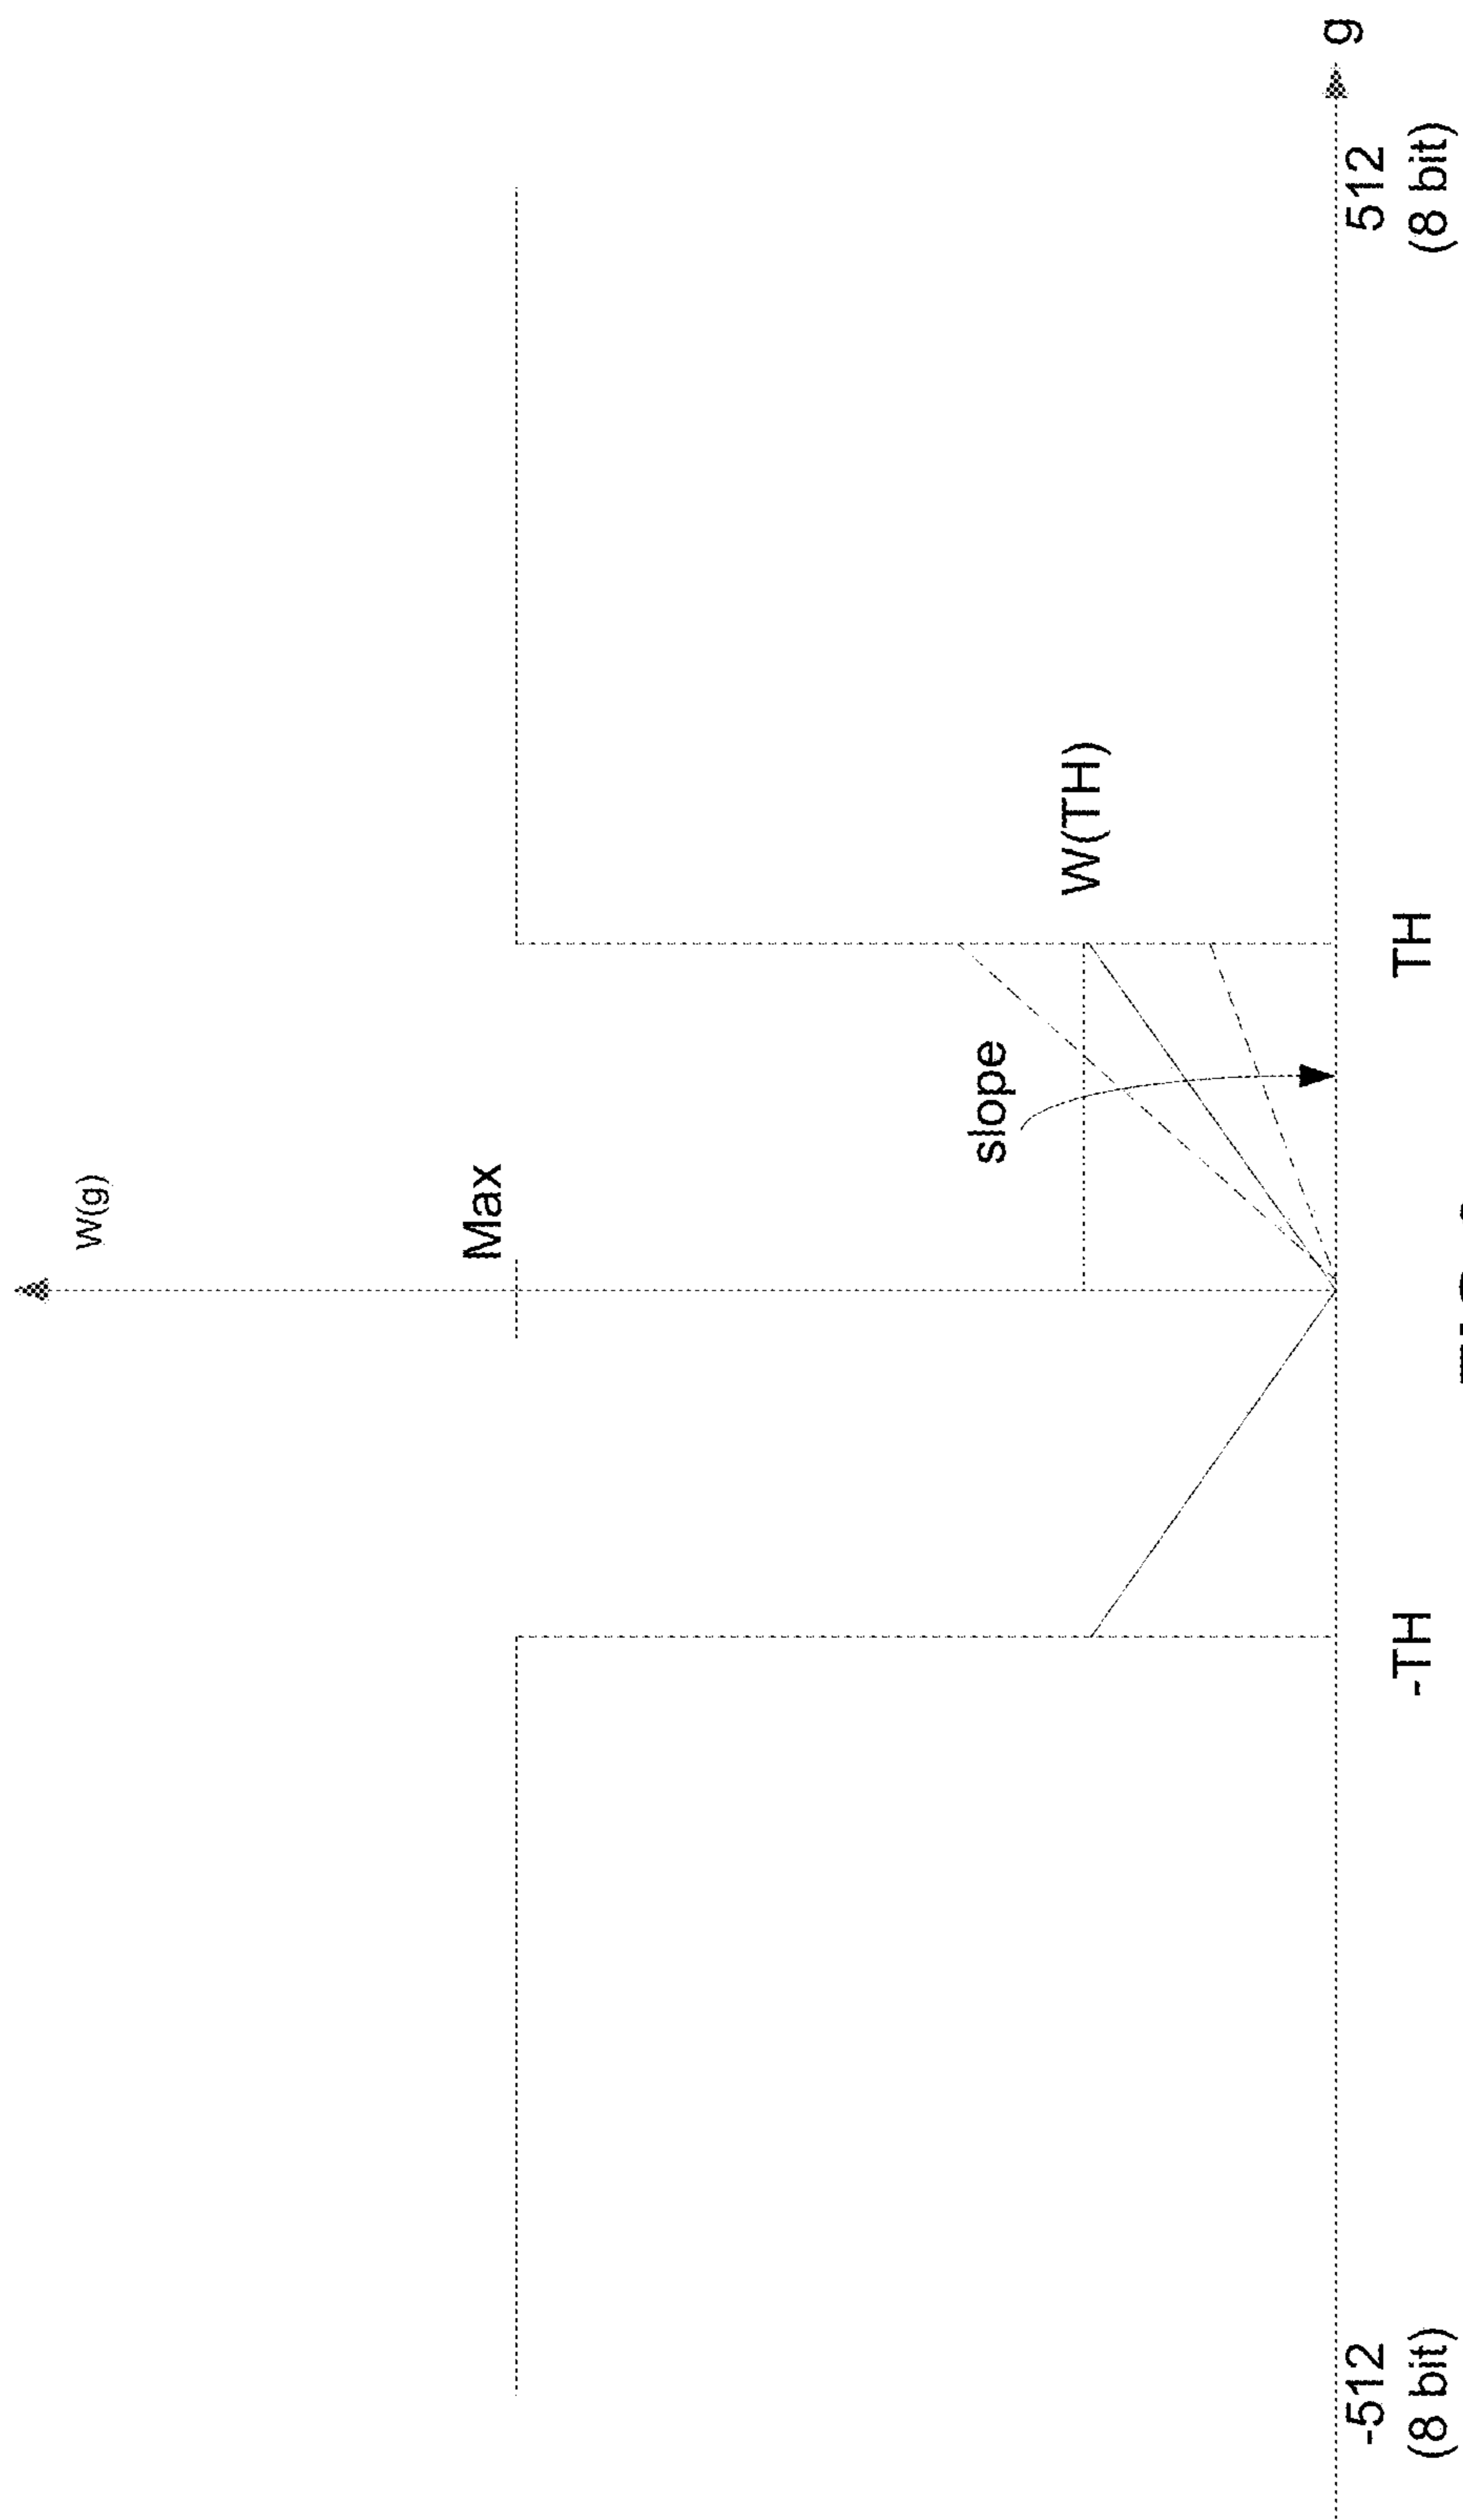 W(g)
Max
slope
W(TH)
g
-512
(8 bit)
-TH
TH
512
(8 bit)